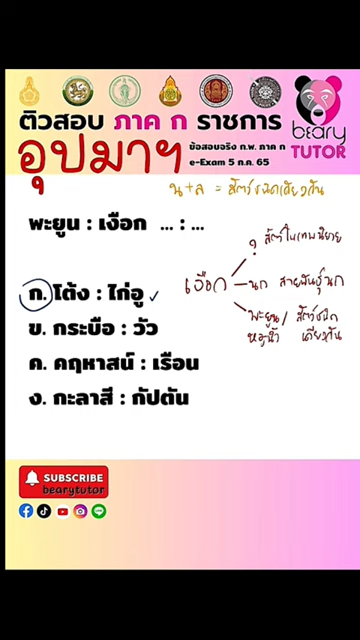 ติวสอบ ภาค ก ราชการ
อุปมาฯ
ข้อสอบจริง ก.พ. ภาค ก
e-Exam 5 ก.ค. 65
beary
TUTOR
น+ล = สัตว์ชนิดเดียวกัน
พะยูน : เงือก ... : ...
ก. โต้ง : ไก่อู
ข. กระบือ : วัว
ค. คฤหาสน์ : เรือน
ง. กะลาสี : กัปตัน
เงือก
? สัตว์ในเทพนิยาย
นก สายพันธุ์นก
พะยูน/ สัตว์ชนิด
เดียวกัน
SUBSCRIBE
bearytutor